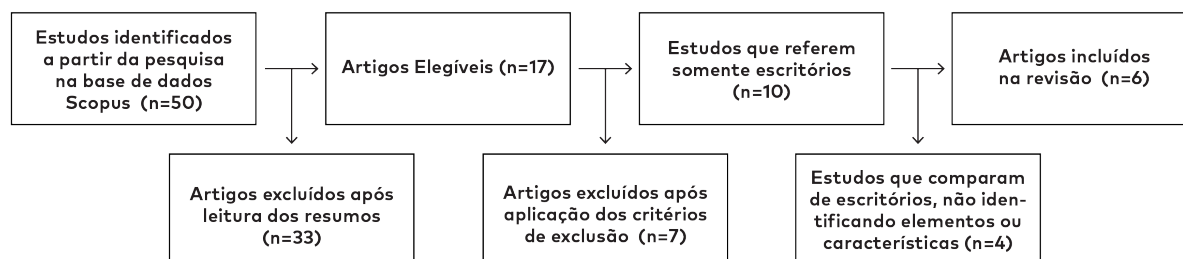 Estudos identificados
a partir da pesquisa
na base de dados
Scopus (n=50)
Artigos Elegíveis (n=17)
Estudos que referem
somente escritórios
(n=10)
Artigos incluídos
na revisão (n=6)
Artigos excluídos após
leitura dos resumos
(n=33)
Artigos excluídos após
aplicação dos critérios
de exclusão (n=7)
Estudos que comparam
de escritórios, não iden-
tificando elementos ou
características (n=4)